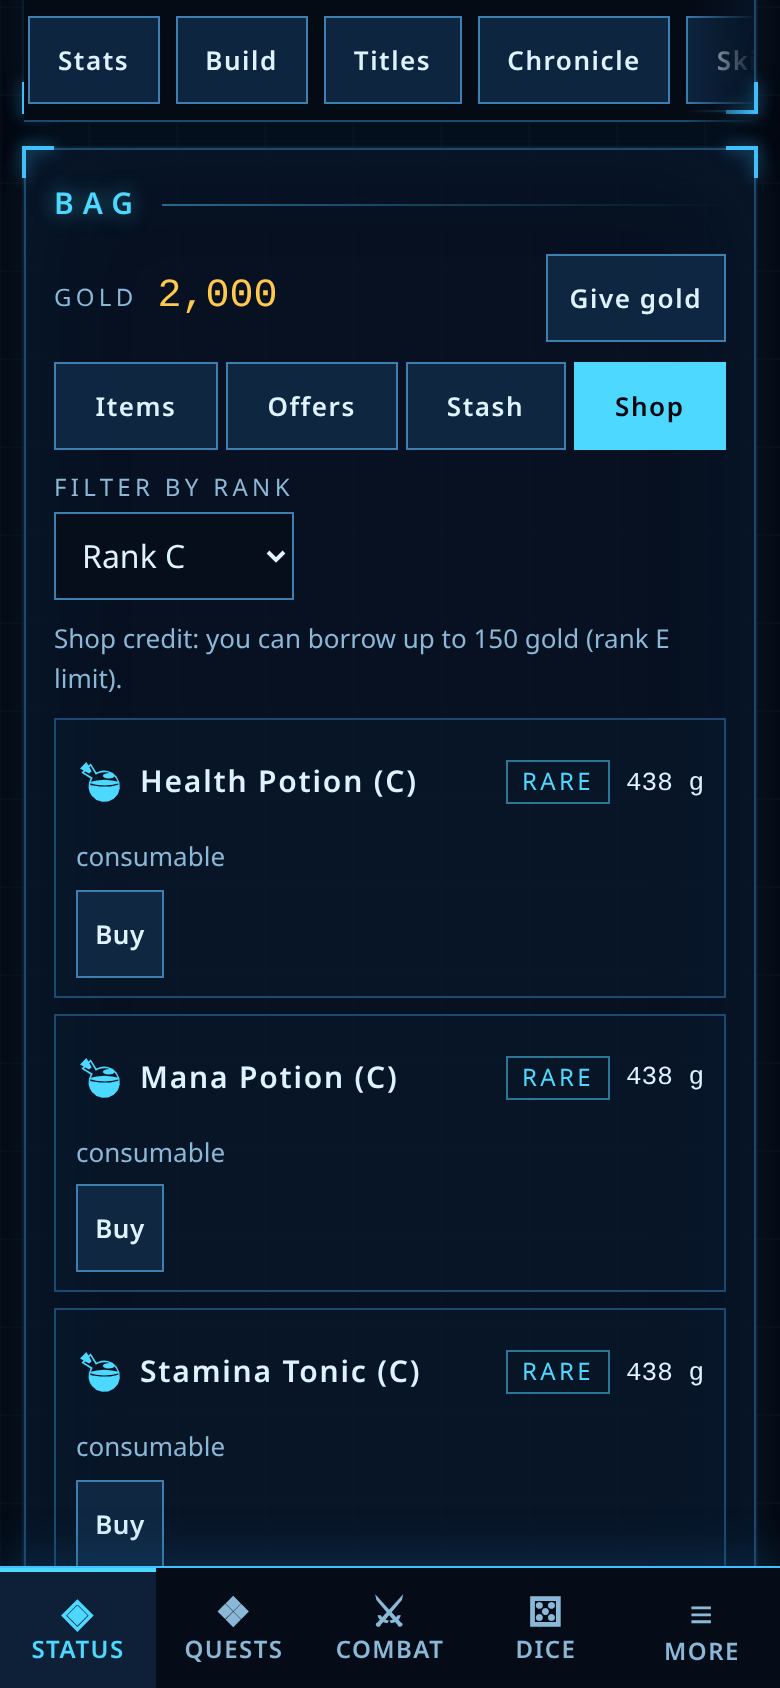 Stats Build Titles Chronicle Sk
BAG
GOLD 2,000 Give gold
Items Offers Stash Shop
FILTER BY RANK
Rank C
Shop credit: you can borrow up to 150 gold (rank E
limit).
Health Potion (C) RARE 438 g
consumable
Buy
Mana Potion (C) RARE 438 g
consumable
Buy
Stamina Tonic (C) RARE 438 g
consumable
Buy
STATUS QUESTS COMBAT DICE MORE